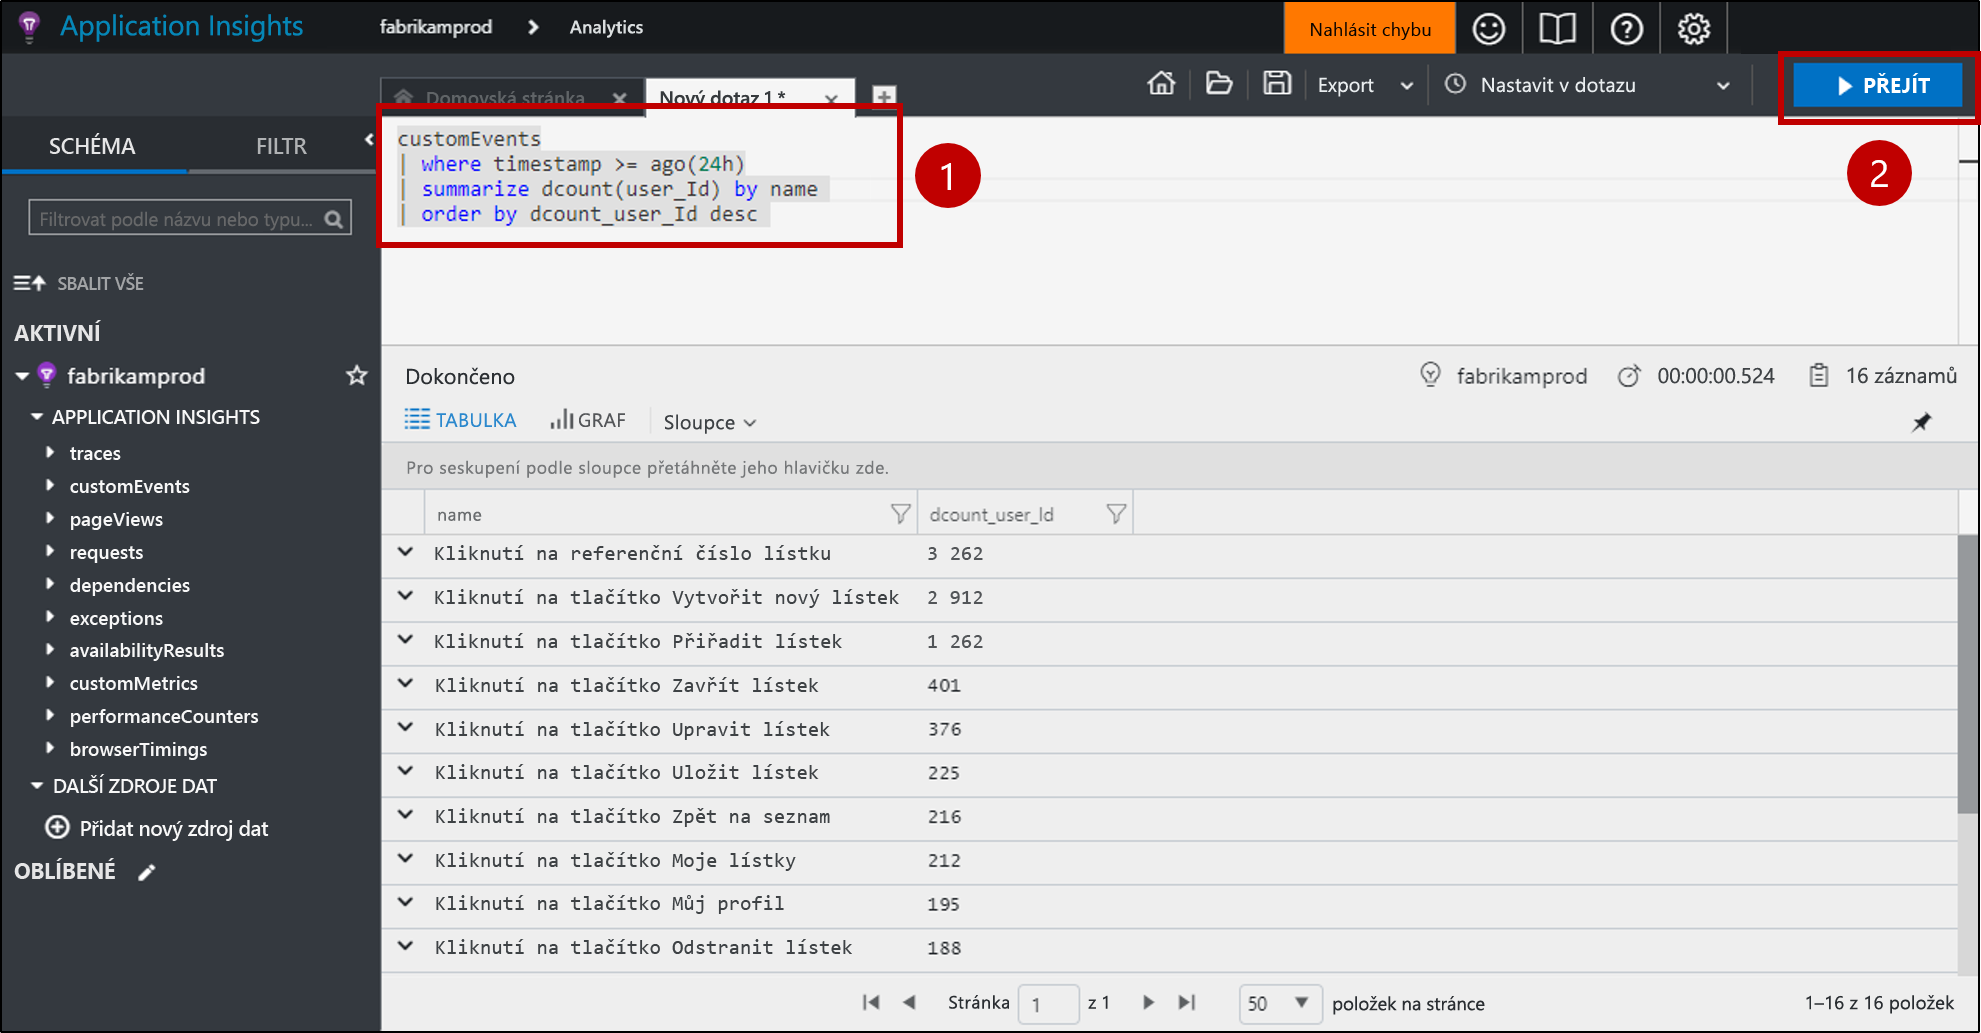 Application Insights
fabrikamprod
Analytics
Nahlásit chybu
Domovská stránka
Nový dotaz 1 *
Export
Nastavit v dotazu
PŘEJÍT
SCHÉMA
FILTR
Filtrovat podle názvu nebo typu...
SBALIT VŠE
AKTIVNÍ
fabrikamprod
APPLICATION INSIGHTS
traces
customEvents
pageViews
requests
dependencies
exceptions
availabilityResults
customMetrics
performanceCounters
browserTimings
DALŠÍ ZDROJE DAT
Přidat nový zdroj dat
OBLÍBENÉ
customEvents
| where timestamp >= ago(24h)
| summarize dcount(user_Id) by name
| order by dcount_user_Id desc
1
2
Dokončeno
fabrikamprod
00:00:00.524
16 záznamů
TABULKA
GRAF
Sloupce
Pro seskupení podle sloupce přetáhněte jeho hlavičku zde.
name dcount_user_Id
Kliknutí na referenční číslo lístku 3 262
Kliknutí na tlačítko Vytvořit nový lístek 2 912
Kliknutí na tlačítko Přiřadit lístek 1 262
Kliknutí na tlačítko Zavřít lístek 401
Kliknutí na tlačítko Upravit lístek 376
Kliknutí na tlačítko Uložit lístek 225
Kliknutí na tlačítko Zpět na seznam 216
Kliknutí na tlačítko Moje lístky 212
Kliknutí na tlačítko Můj profil 195
Kliknutí na tlačítko Odstranit lístek 188
Stránka 1 z 1
50 položek na stránce
1–16 z 16 položek